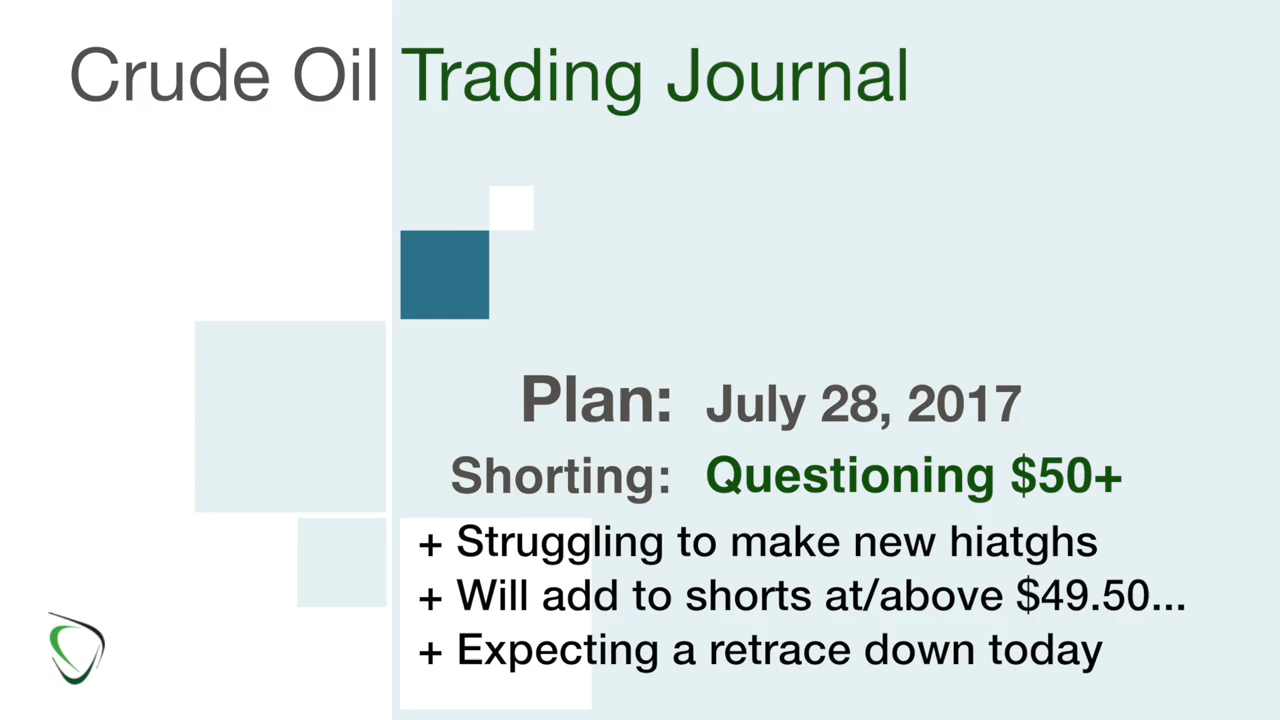 Crude Oil Trading Journal
Plan: July 28, 2017
Shorting: Questioning $50+
+ Struggling to make new hiatghs
+ Will add to shorts at/above $49.50...
+ Expecting a retrace down today